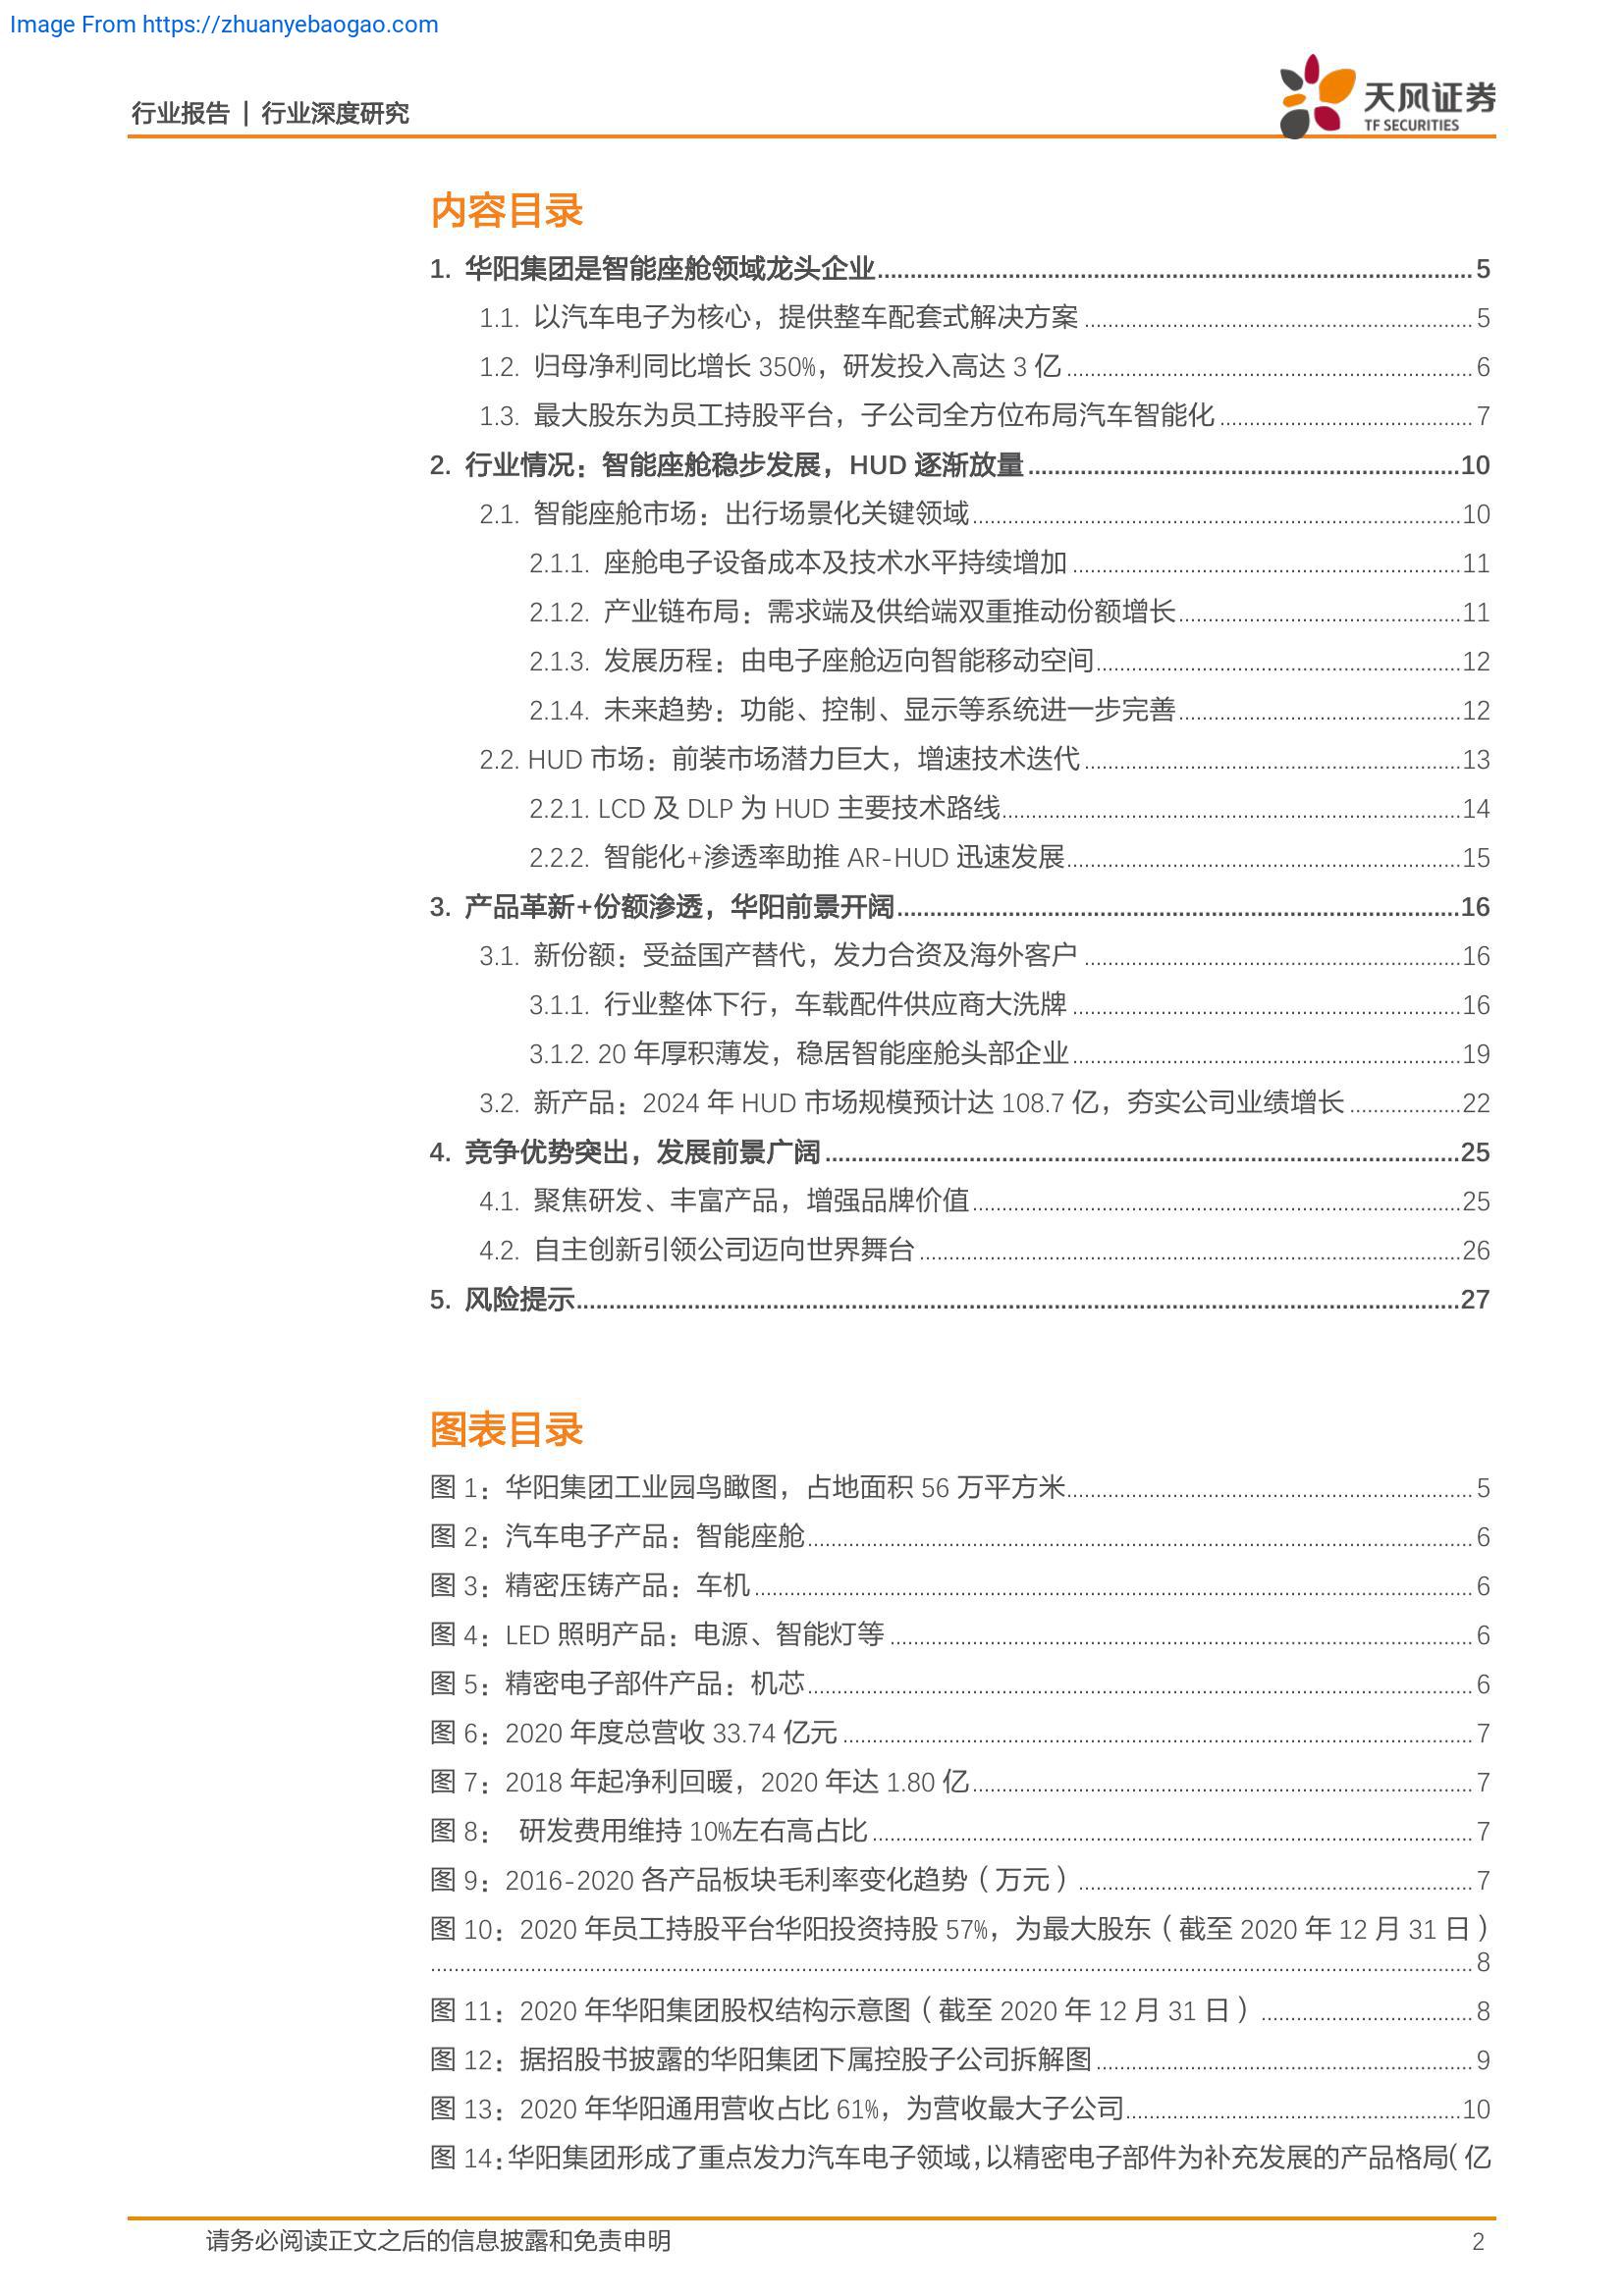 Image From https://zhuanyebaogao.com
行业报告 | 行业深度研究
天风证券
TF SECURITIES
内容目录
1. 华阳集团是智能座舱领域龙头企业 5
1.1. 以汽车电子为核心，提供整车配套式解决方案 5
1.2. 归母净利同比增长 350%，研发投入高达 3 亿 6
1.3. 最大股东为员工持股平台，子公司全方位布局汽车智能化 7
2. 行业情况：智能座舱稳步发展，HUD 逐渐放量 10
2.1. 智能座舱市场：出行场景化关键领域 10
2.1.1. 座舱电子设备成本及技术水平持续增加 11
2.1.2. 产业链布局：需求端及供给端双重推动份额增长 11
2.1.3. 发展历程：由电子座舱迈向智能移动空间 12
2.1.4. 未来趋势：功能、控制、显示等系统进一步完善 12
2.2. HUD 市场：前装市场潜力巨大，增速技术迭代 13
2.2.1. LCD 及 DLP 为 HUD 主要技术路线 14
2.2.2. 智能化+渗透率助推 AR-HUD 迅速发展 15
3. 产品革新+份额渗透，华阳前景开阔 16
3.1. 新份额：受益国产替代，发力合资及海外客户 16
3.1.1. 行业整体下行，车载配件供应商大洗牌 16
3.1.2. 20 年厚积薄发，稳居智能座舱头部企业 19
3.2. 新产品：2024 年 HUD 市场规模预计达 108.7 亿，夯实公司业绩增长 22
4. 竞争优势突出，发展前景广阔 25
4.1. 聚焦研发、丰富产品，增强品牌价值 25
4.2. 自主创新引领公司迈向世界舞台 26
5. 风险提示 27
图表目录
图 1：华阳集团工业园鸟瞰图，占地面积 56 万平方米 5
图 2：汽车电子产品：智能座舱 6
图 3：精密压铸产品：车机 6
图 4：LED 照明产品：电源、智能灯等 6
图 5：精密电子部件产品：机芯 6
图 6：2020 年度总营收 33.74 亿元 7
图 7：2018 年起净利回暖，2020 年达 1.80 亿 7
图 8： 研发费用维持 10%左右高占比 7
图 9：2016-2020 各产品板块毛利率变化趋势（万元） 7
图 10：2020 年员工持股平台华阳投资持股 57%，为最大股东（截至 2020 年 12 月 31 日）
8
图 11：2020 年华阳集团股权结构示意图（截至 2020 年 12 月 31 日） 8
图 12：据招股书披露的华阳集团下属控股子公司拆解图 9
图 13：2020 年华阳通用营收占比 61%，为营收最大子公司 10
图 14：华阳集团形成了重点发力汽车电子领域，以精密电子部件为补充发展的产品格局（亿
请务必阅读正文之后的信息披露和免责申明 2